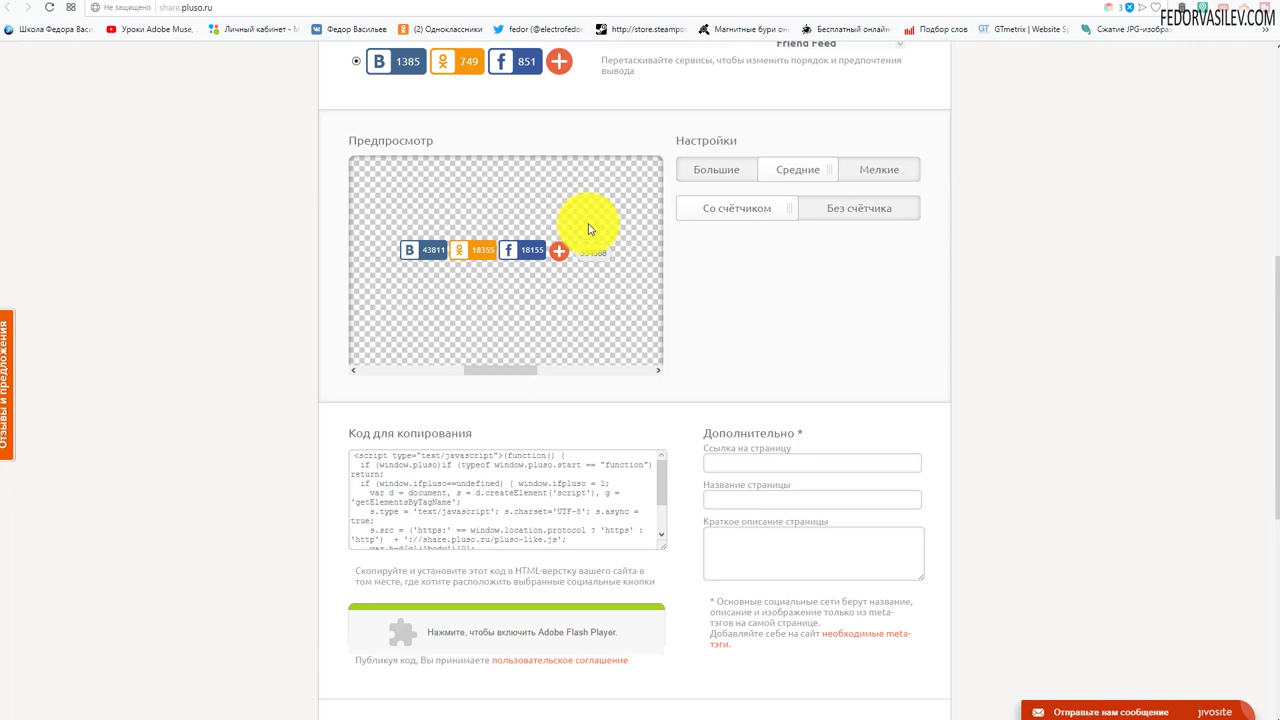 Не защищено share.pluso.ru
3
FEDORVASILEV.COM
Школа Федора Васил
Уроки Adobe Muse,
Личный кабинет -
Федор Васильев
(2) Одноклассники
fedor (@electrofedor
http://store.steampo
Магнитные бури он
Бесплатный онлайн
Подбор слов
GTmetrix | Website Sp
Сжатие JPG-изобра
В 1385
749
f 851
Friend Feed
Перетаскивайте сервисы, чтобы изменить порядок и предпочтения
вывода
Предпросмотр
Настройки
Большие
Средние
Мелкие
Со счётчиком
Без счётчика
В 43811
18355
f 18155
Отзывы и предложения
Код для копирования
<script type="text/javascript">(function() {
if (window.pluso)if (typeof window.pluso.start == "function")
return;
if (window.ifpluso==undefined) { window.ifpluso = 1;
var d = document, s = d.createElement('script'), g =
'getElementsByTagName';
s.type = 'text/javascript'; s.charset='UTF-8'; s.async =
true;
s.src = ('https:' == window.location.protocol ? 'https' :
'http') + '://share.pluso.ru/pluso-like.js';
var h=d[g]('body')[0];
Дополнительно *
Ссылка на страницу
Название страницы
Краткое описание страницы
Скопируйте и установите этот код в HTML-верстку вашего сайта в
том месте, где хотите расположить выбранные социальные кнопки
* Основные социальные сети берут название,
описание и изображение только из meta-
тэгов на самой странице.
Добавляйте себе на сайт необходимые meta-
тэги.
Нажмите, чтобы включить Adobe Flash Player.
Публикуя код, Вы принимаете пользовательское соглашение
Отправьте нам сообщение jivosite